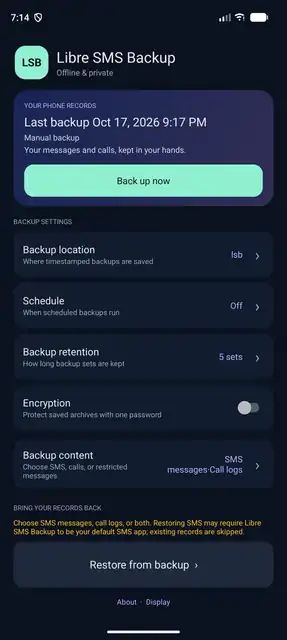 7:14
LSB
Libre SMS Backup
Offline & private
YOUR PHONE RECORDS
Last backup Oct 17, 2026 9:17 PM
Manual backup
Your messages and calls, kept in your hands.
Back up now
BACKUP SETTINGS
Backup location
Where timestamped backups are saved
lsb
Schedule
When scheduled backups run
Off
Backup retention
How long backup sets are kept
5 sets
Encryption
Protect saved archives with one password
Backup content
Choose SMS, calls, or restricted
messages
SMS
messages·Call logs
BRING YOUR RECORDS BACK
Choose SMS messages, call logs, or both. Restoring SMS may require Libre
SMS Backup to be your default SMS app; existing records are skipped.
Restore from backup ›
About · Display